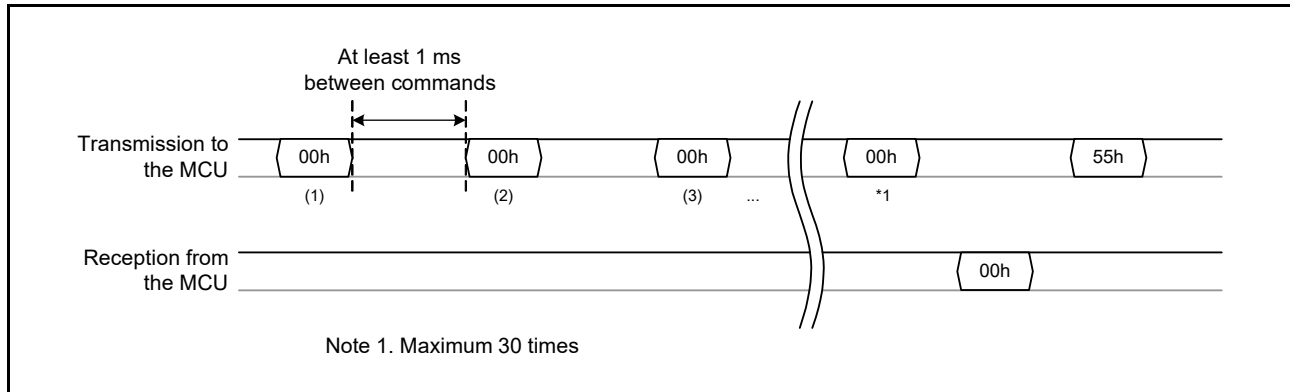 At least 1 ms
between commands
Transmission to
the MCU
00h
00h
00h
00h
55h
(1)
(2)
(3)
...
*1
Reception from
the MCU
00h
Note 1. Maximum 30 times